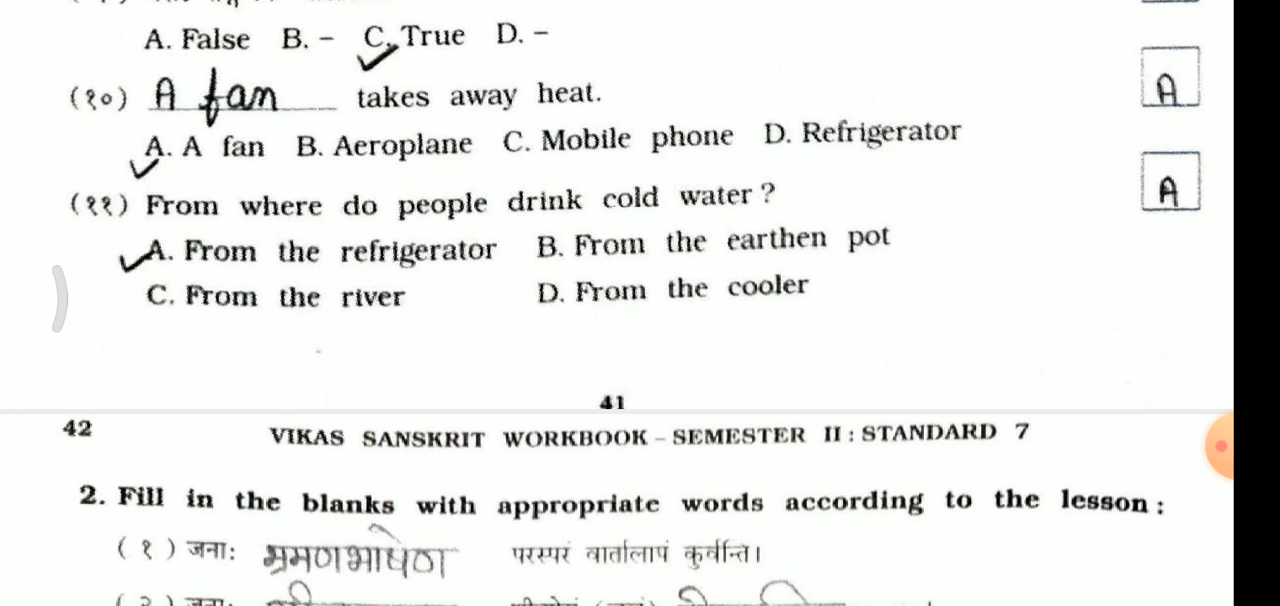 A. False B. – C. True D. –
(१०) A fan takes away heat. A
A. A fan B. Aeroplane C. Mobile phone D. Refrigerator
(११) From where do people drink cold water ? A
A. From the refrigerator B. From the earthen pot
C. From the river D. From the cooler
41
42 VIKAS SANSKRIT WORKBOOK – SEMESTER II : STANDARD 7
2. Fill in the blanks with appropriate words according to the lesson :
( १ ) जनाः भ्रमणभाषेण परस्परं वार्तालापं कुर्वन्ति।